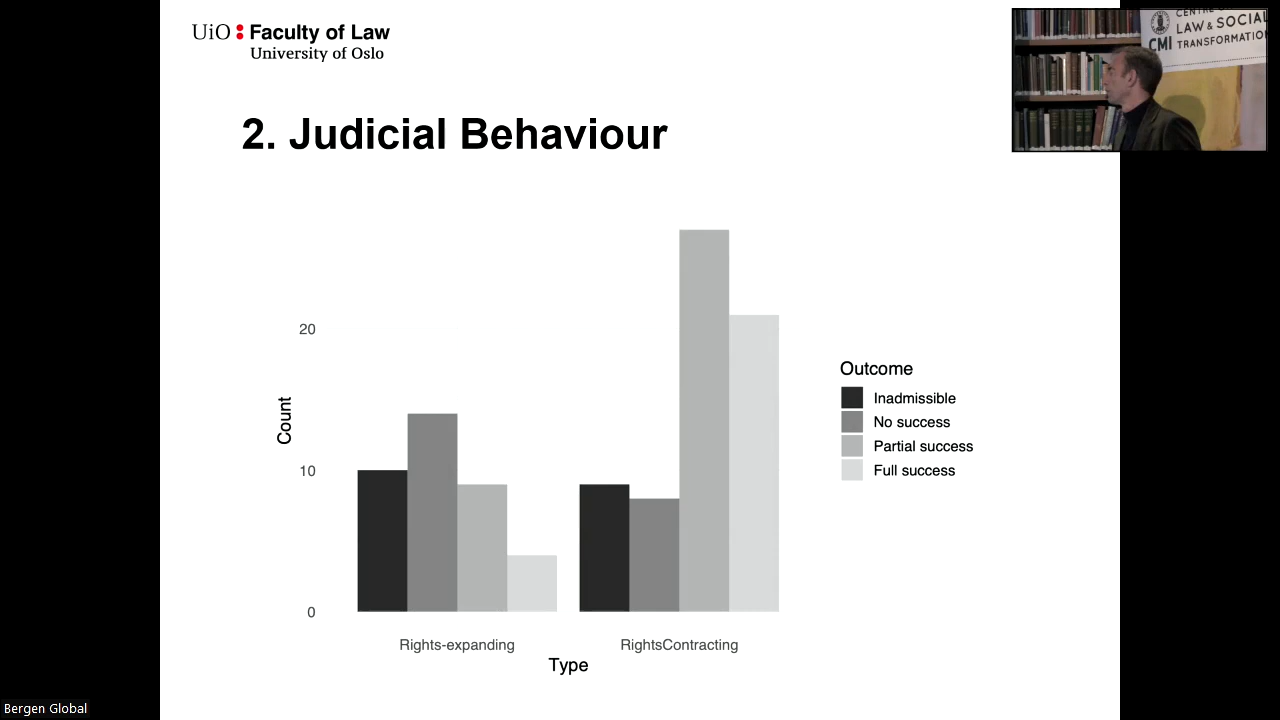 UiO : Faculty of Law
University of Oslo
CENTRE
LAW & SOCIAL
CMI TRANSFORMATION
2. Judicial Behaviour
20
10
0
Count
Rights-expanding
RightsContracting
Type
Outcome
Inadmissible
No success
Partial success
Full success
Bergen Global